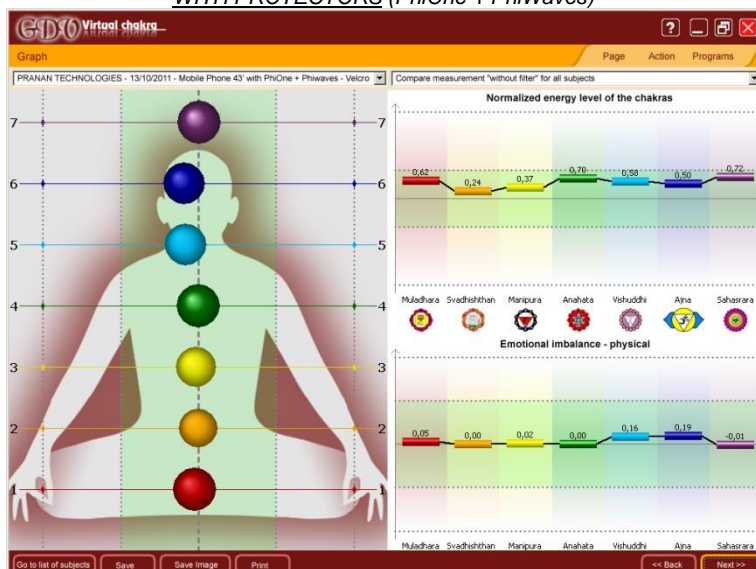 WITH PROTECTORS (PhiOne + PhiWaves)
GDV Virtual chakra
?
Graph
Page Action Programs
PRANAN TECHNOLOGIES - 13/10/2011 - Mobile Phone 43' with PhiOne + Phiwaves - Velcro
Compare measurement "without filter" for all subjects
Normalized energy level of the chakras
7 7
6 6
5 5
4 4
3 3
2 2
1 1
0,62 0,24 0,37 0,70 0,58 0,50 0,72
Muladhara Svadhishthan Manipura Anahata Vishuddhi Ajna Sahasrara
Emotional imbalance - physical
0,05 0,00 0,02 0,00 0,16 0,19 -0,01
Muladhara Svadhishthan Manipura Anahata Vishuddhi Ajna Sahasrara
Go to list of subjects Save Save Image Print << Back Next >>